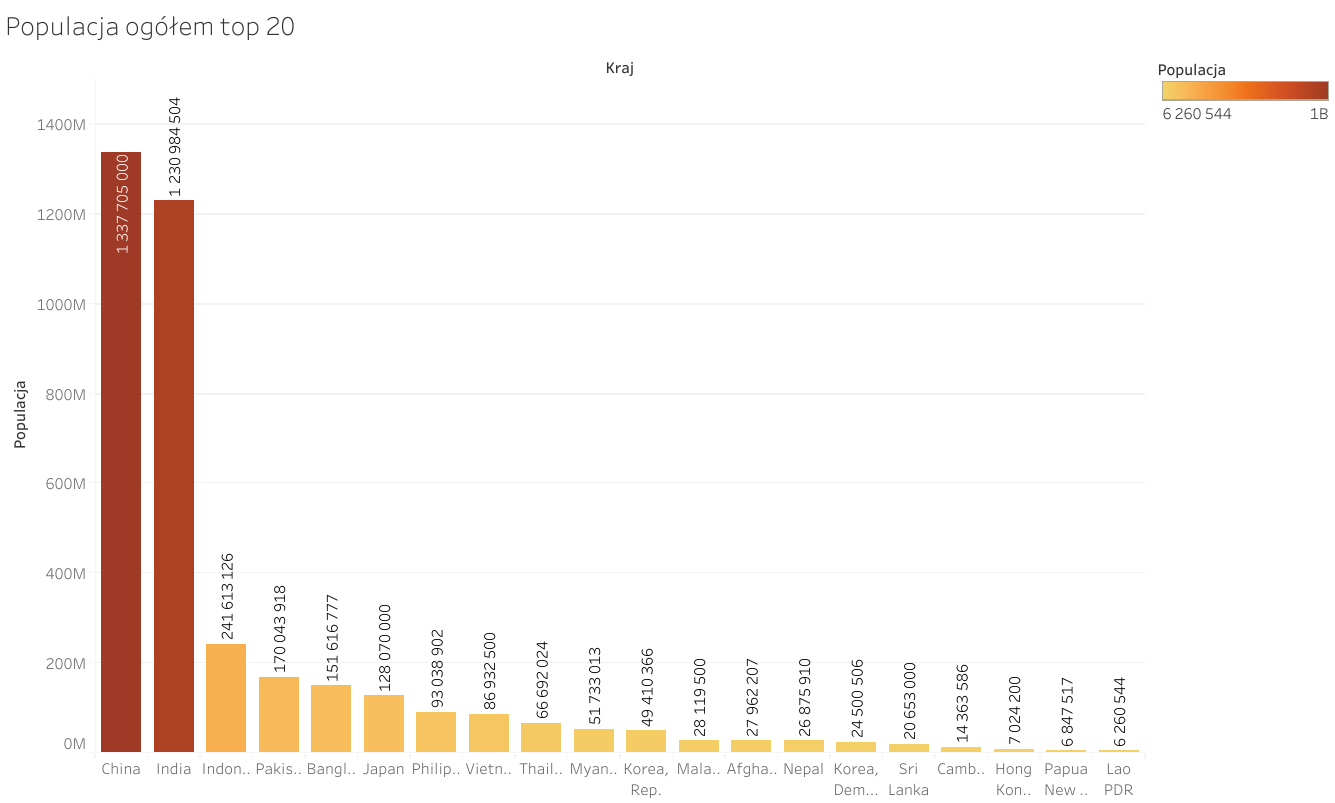 Populacja ogółem top 20
Kraj
Populacja
6 260 544 1B
Populacja
1400M
1200M
1000M
800M
600M
400M
200M
0M
1 337 705 000
1 230 984 504
241 613 126
170 043 918
151 616 777
128 070 000
93 038 902
86 932 500
66 692 024
51 733 013
49 410 366
28 119 500
27 962 207
26 875 910
24 500 506
20 653 000
14 363 586
7 024 200
6 847 517
6 260 544
China India Indon.. Pakis.. Bangl.. Japan Philip.. Vietn.. Thail.. Myan.. Korea, Mala.. Afgha.. Nepal Korea, Sri Camb.. Hong Papua Lao
Rep. Dem... Lanka Kon.. New .. PDR